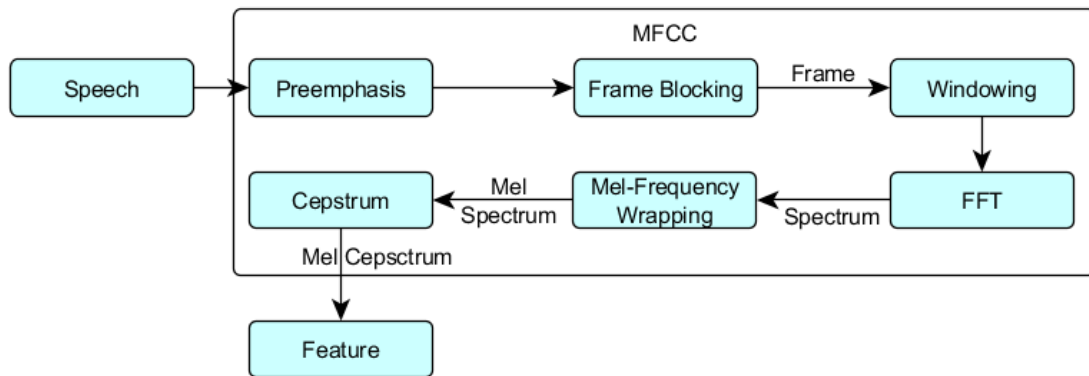 MFCC
Speech
Preemphasis
Frame Blocking
Frame
Windowing
Cepstrum
Mel
Spectrum
Mel-Frequency
Wrapping
Spectrum
FFT
Mel Cepsctrum
Feature